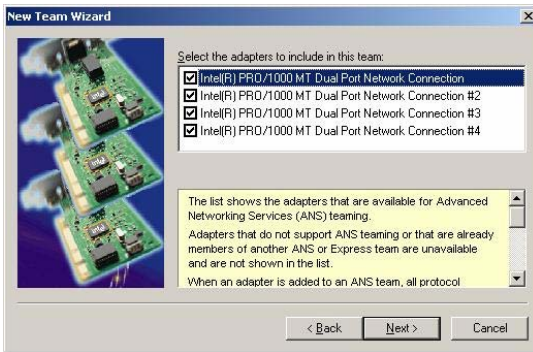 New Team Wizard
Select the adapters to include in this team:
Intel(R) PRO/1000 MT Dual Port Network Connection
Intel(R) PRO/1000 MT Dual Port Network Connection #2
Intel(R) PRO/1000 MT Dual Port Network Connection #3
Intel(R) PRO/1000 MT Dual Port Network Connection #4
The list shows the adapters that are available for Advanced
Networking Services (ANS) teaming.
Adapters that do not support ANS teaming or that are already
members of another ANS or Express team are unavailable
and are not shown in the list.
When an adapter is added to an ANS team, all protocol
< Back
Next >
Cancel